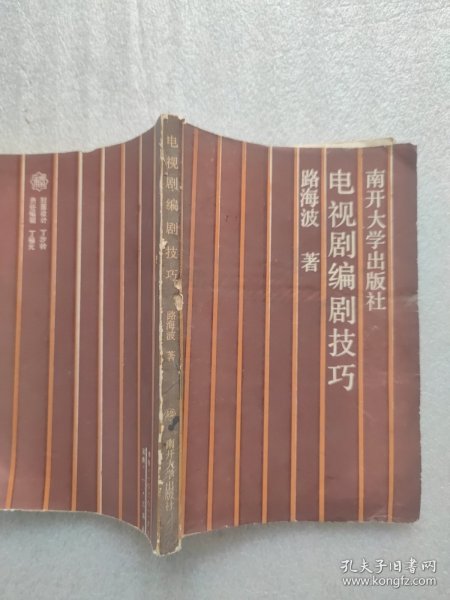 南开大学出版社
电视剧编剧技巧
路海波 著
电视剧编剧技巧
路海波 著
南开大学出版社
孔夫子旧书网
www.kongfz.com